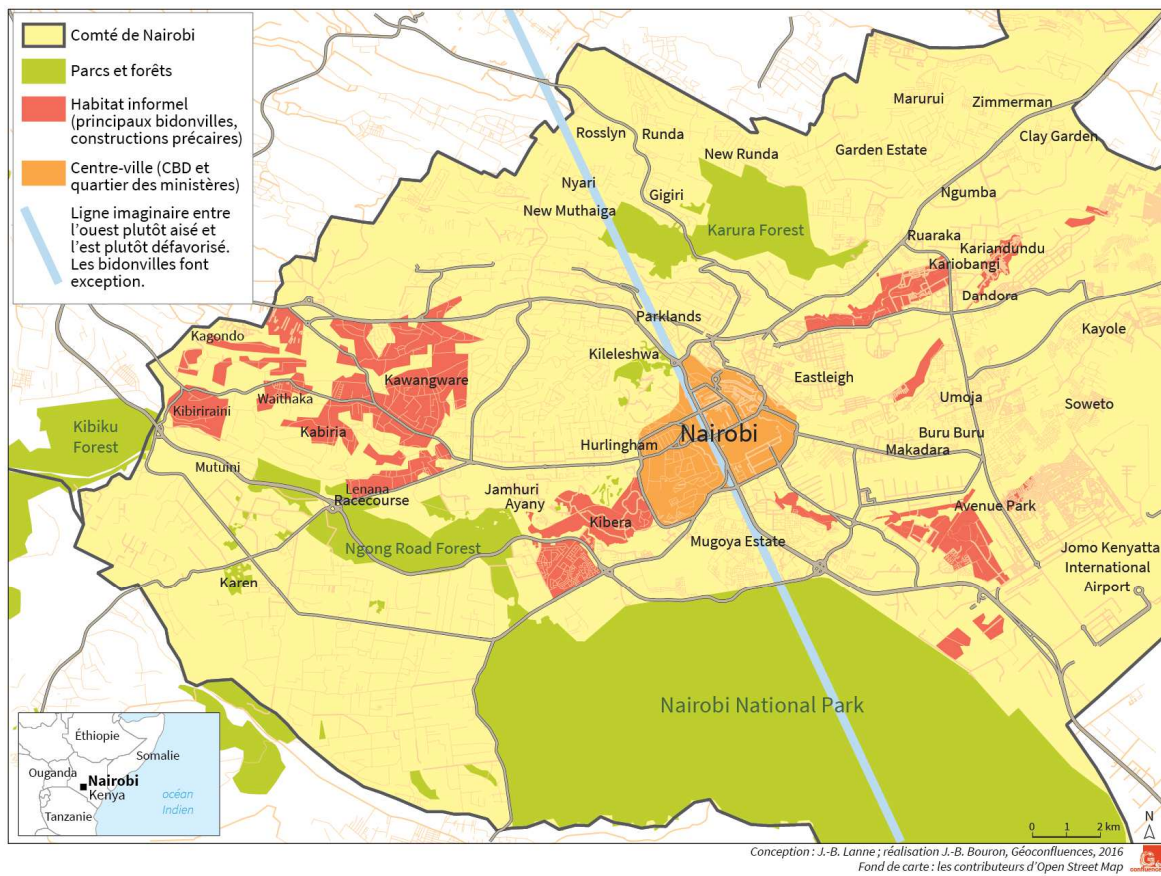 Comté de Nairobi
Parcs et forêts
Habitat informel
(principaux bidonvilles,
constructions précaires)
Centre-ville (CBD et
quartier des ministères)
Ligne imaginaire entre
l’ouest plutôt aisé et
l’est plutôt défavorisé.
Les bidonvilles font
exception.
Marurui
Zimmerman
Rosslyn
Runda
Clay Garden
New Runda
Garden Estate
Nyari
Gigiri
Ngumba
New Muthaiga
Karura Forest
Ruaraka
Kariandundu
Kariobangi
Dandora
Parklands
Kagondo
Kayole
Kileleshwa
Kawangware
Eastleigh
Waithaka
Umoja
Soweto
Kibiriraini
Kibiku
Forest
Kabiria
Nairobi
Buru Buru
Hurlingham
Makadara
Mutuini
Lenana
Racecourse
Jamhuri
Ayany
Avenue Park
Kibera
Ngong Road Forest
Mugoya Estate
Jomo Kenyatta
International
Airport
Karen
Nairobi National Park
Éthiopie
Somalie
Ouganda
Nairobi
Kenya
océan
Indien
Tanzanie
0 1 2 km
N
Conception : J.-B. Lanne ; réalisation J.-B. Bouron, Géoconfluences, 2016
Fond de carte : les contributeurs d’Open Street Map